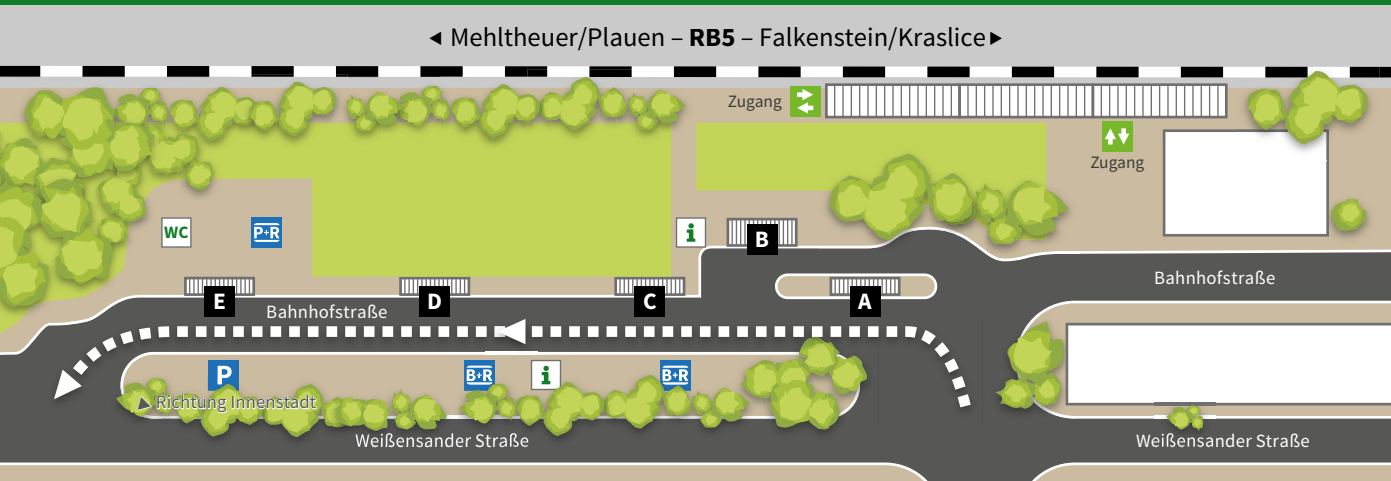 ◄ Mehltheuer/Plauen – RB5 – Falkenstein/Kraslice ►
Zugang
Zugang
WC
P+R
i
B
Bahnhofstraße
E
D
C
A
Bahnhofstraße
P
B+R
i
B+R
Richtung Innenstadt
Weißensander Straße
Weißensander Straße